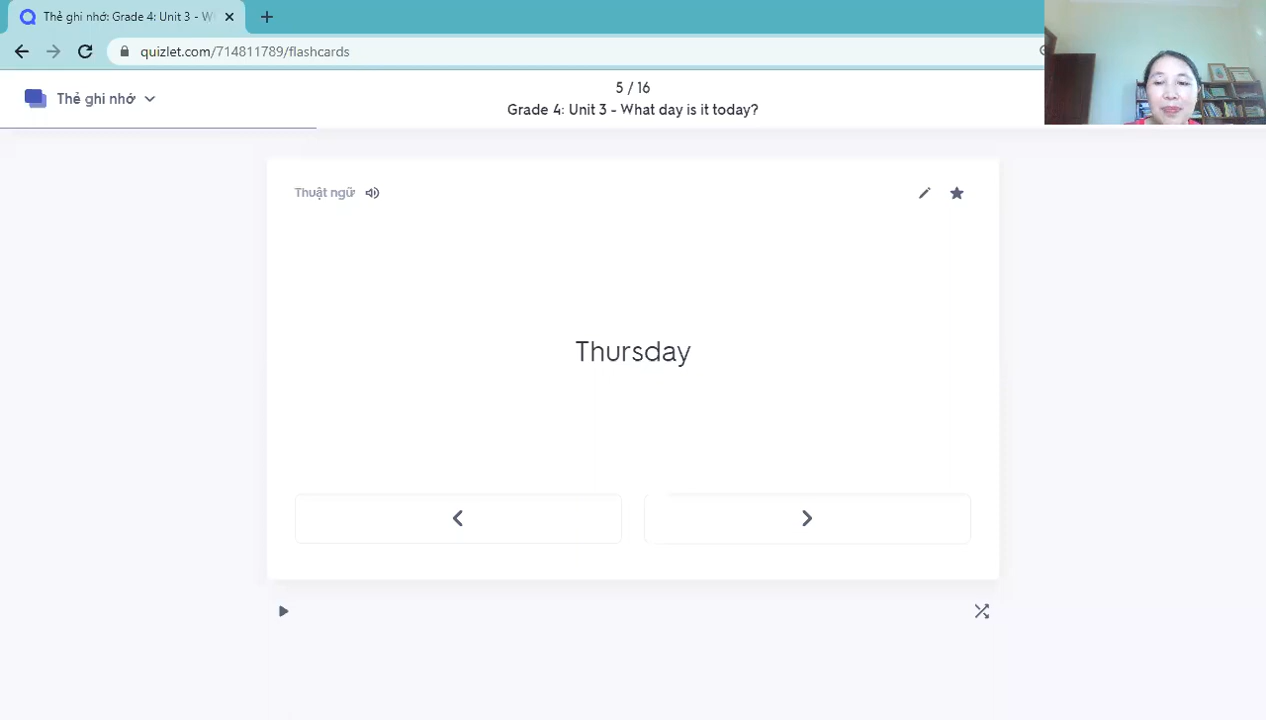 Thẻ ghi nhớ: Grade 4: Unit 3 - W
quizlet.com/714811789/flashcards
Thẻ ghi nhớ
5 / 16
Grade 4: Unit 3 - What day is it today?
Thuật ngữ
Thursday